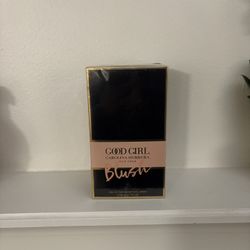 GOOD GIRL
CAROLINA HERRERA
NEW YORK
Blush